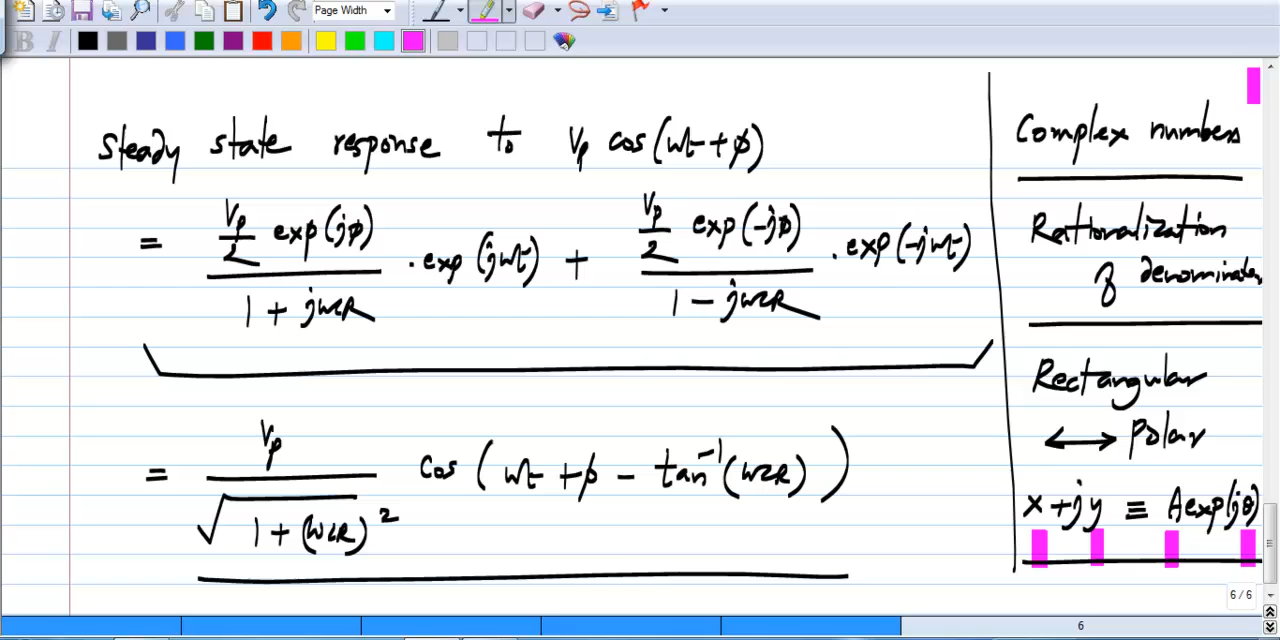 Page Width
B I
Steady state response to Vp cos(ωt + φ)
= Vp/2 exp(jφ) / 1 + jωCR · exp(jωt) + Vp/2 exp(-jφ) / 1 - jωCR · exp(-jωt)
= Vp / √1 + (ωCR)² cos(ωt + φ - tan⁻¹(ωCR))
Complex numbers
Rationalization
of denominator
Rectangular
↔ Polar
x + jy ≡ A exp(jθ)
6/6
6